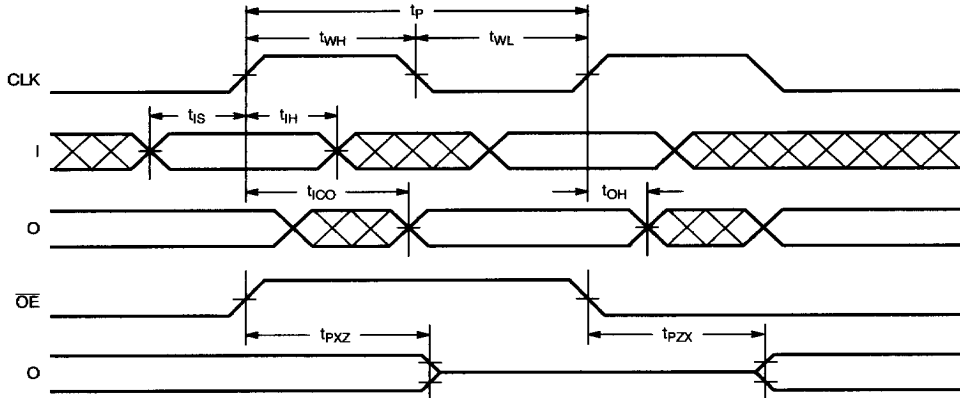 tP
tWH tWL
CLK
tIS tIH
I
tICO tOH
O
OE
tPXZ tPZX
O